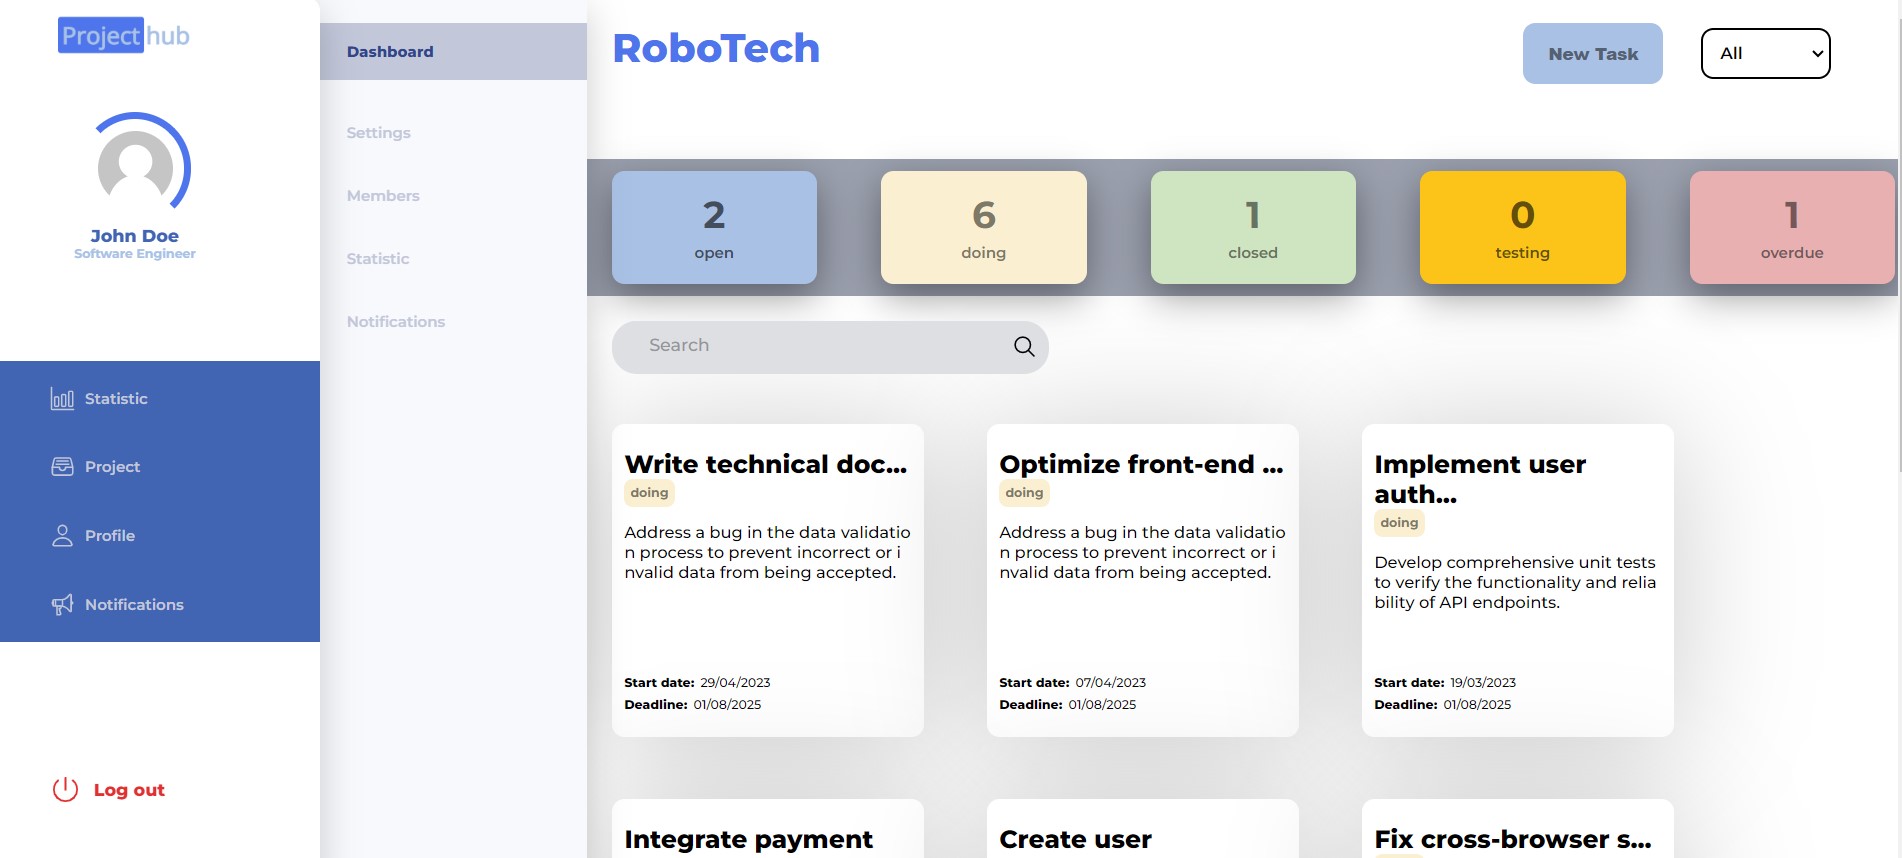 Project hub
John Doe
Software Engineer
Statistic
Project
Profile
Notifications
Log out
Dashboard
Settings
Members
Statistic
Notifications
RoboTech
New Task
All
2
open
6
doing
1
closed
0
testing
1
overdue
Search
Write technical doc...
doing
Address a bug in the data validatio
n process to prevent incorrect or i
nvalid data from being accepted.
Start date: 29/04/2023
Deadline: 01/08/2025
Optimize front-end ...
doing
Address a bug in the data validatio
n process to prevent incorrect or i
nvalid data from being accepted.
Start date: 07/04/2023
Deadline: 01/08/2025
Implement user
auth...
doing
Develop comprehensive unit tests
to verify the functionality and relia
bility of API endpoints.
Start date: 19/03/2023
Deadline: 01/08/2025
Integrate payment
Create user
Fix cross-browser s...